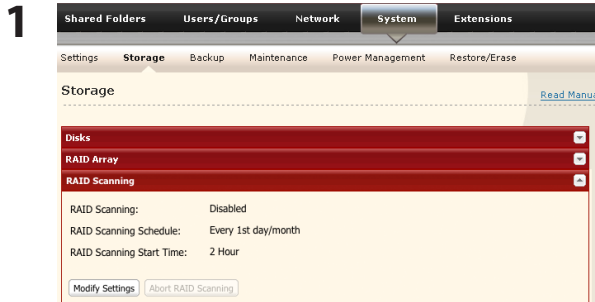 1
Shared Folders Users/Groups Network System Extensions
Settings Storage Backup Maintenance Power Management Restore/Erase
Storage
Read Manua
Disks
RAID Array
RAID Scanning
RAID Scanning: Disabled
RAID Scanning Schedule: Every 1st day/month
RAID Scanning Start Time: 2 Hour
Modify Settings Abort RAID Scanning